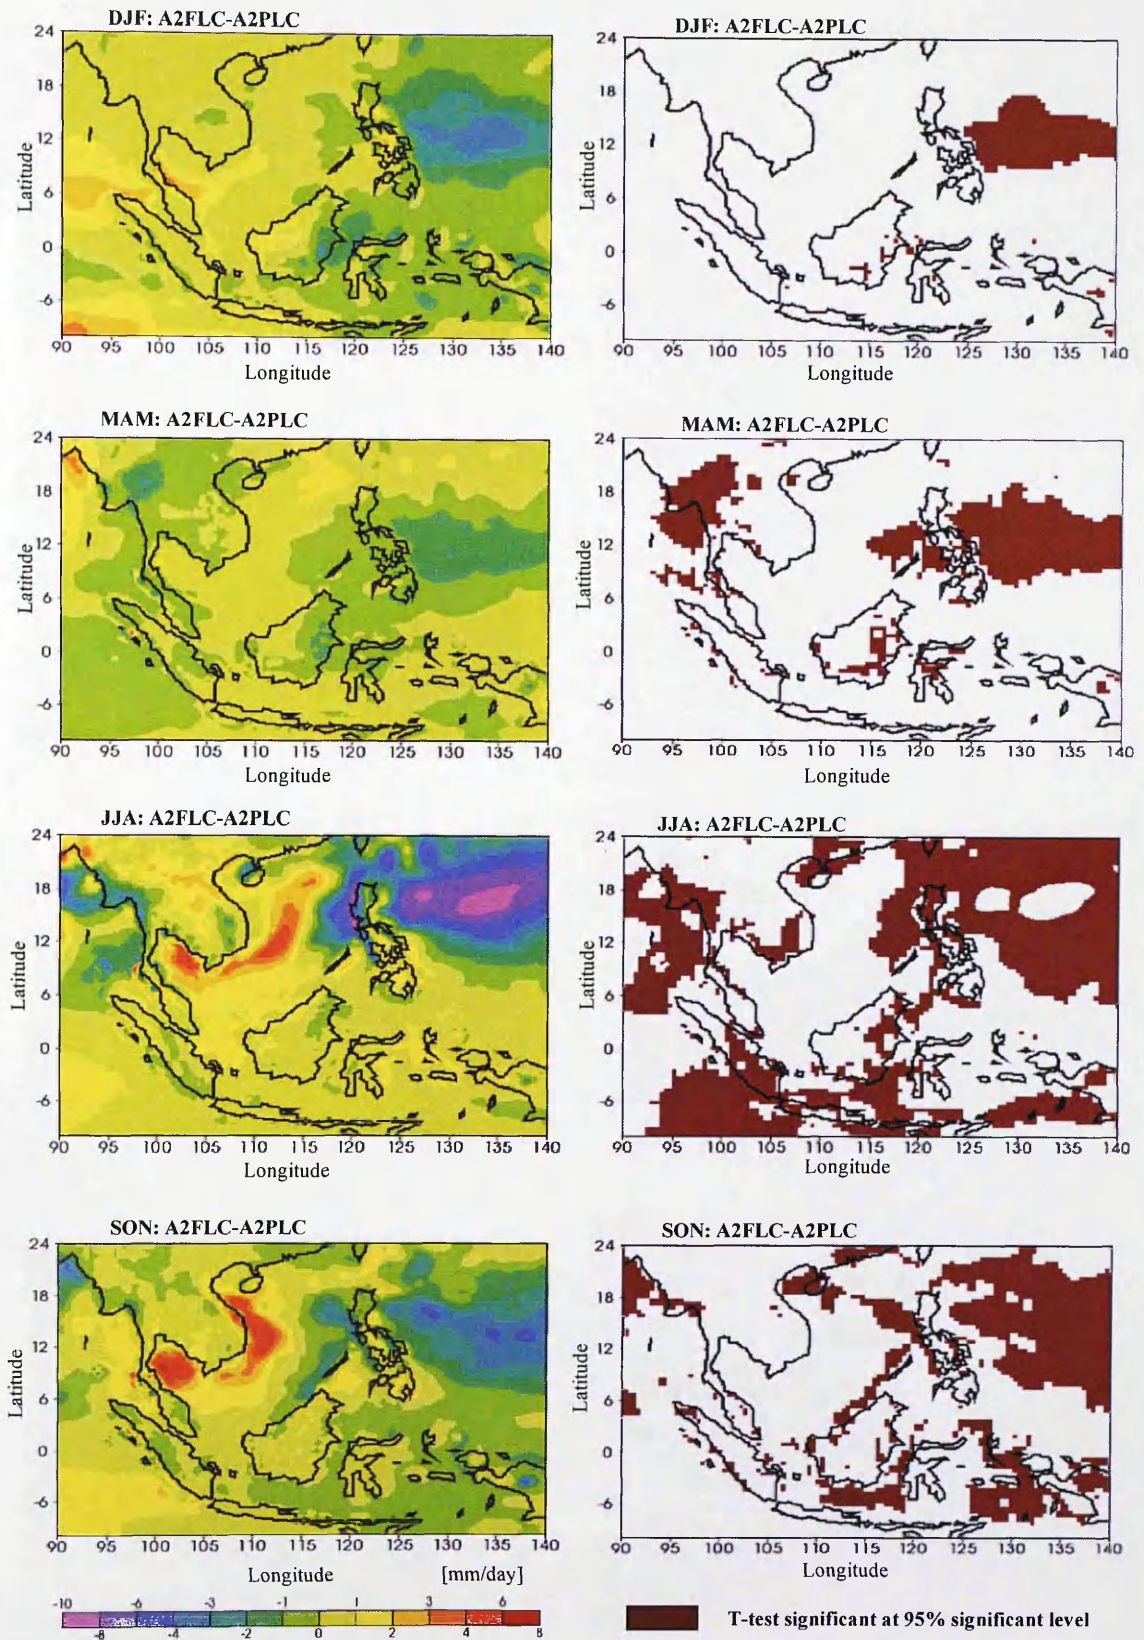 DJF: A2FLC-A2PLC
24
18
12
6
0
-6
Latitude
90 95 100 105 110 115 120 125 130 135 140
Longitude
DJF: A2FLC-A2PLC
24
18
12
6
0
-6
Latitude
90 95 100 105 110 115 120 125 130 135 140
Longitude
MAM: A2FLC-A2PLC
24
18
12
6
0
-6
Latitude
90 95 100 105 110 115 120 125 130 135 140
Longitude
MAM: A2FLC-A2PLC
24
18
12
6
0
-6
Latitude
90 95 100 105 110 115 120 125 130 135 140
Longitude
JJA: A2FLC-A2PLC
24
18
12
6
0
-6
Latitude
90 95 100 105 110 115 120 125 130 135 140
Longitude
JJA: A2FLC-A2PLC
24
18
12
6
0
-6
Latitude
90 95 100 105 110 115 120 125 130 135 140
Longitude
SON: A2FLC-A2PLC
24
18
12
6
0
-6
Latitude
90 95 100 105 110 115 120 125 130 135 140
Longitude
[mm/day]
SON: A2FLC-A2PLC
24
18
12
6
0
-6
Latitude
90 95 100 105 110 115 120 125 130 135 140
Longitude
-10 -6 -3 -1 1 3 6
-8 -4 -2 0 2 4 8
T-test significant at 95% significant level